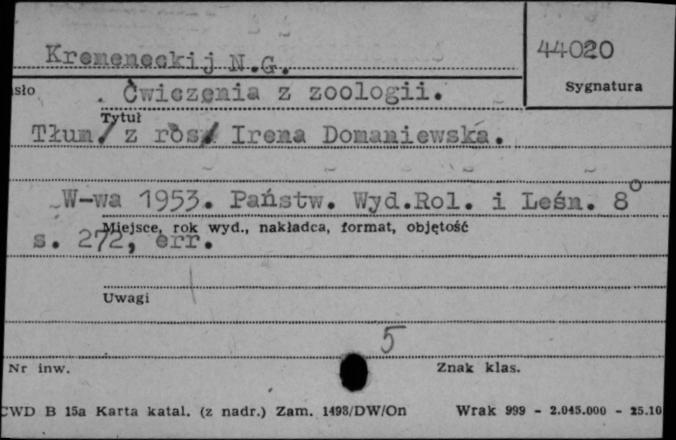 Kremeneckij N.G.
44020
sło
Ćwiczenia z zoologii.
Sygnatura
Tytuł
Tłum. z ros. Irena Domaniewska.
W-wa 1953. Państw. Wyd.Rol. i Leśn. 8°
Miejsce, rok wyd., nakładca, format, objętość
s. 272, err.
Uwagi
5
Nr inw.
Znak klas.
CWD B 15a Karta katal. (z nadr.) Zam. 1498/DW/On Wrak 999 - 2.045.000 - 25.10